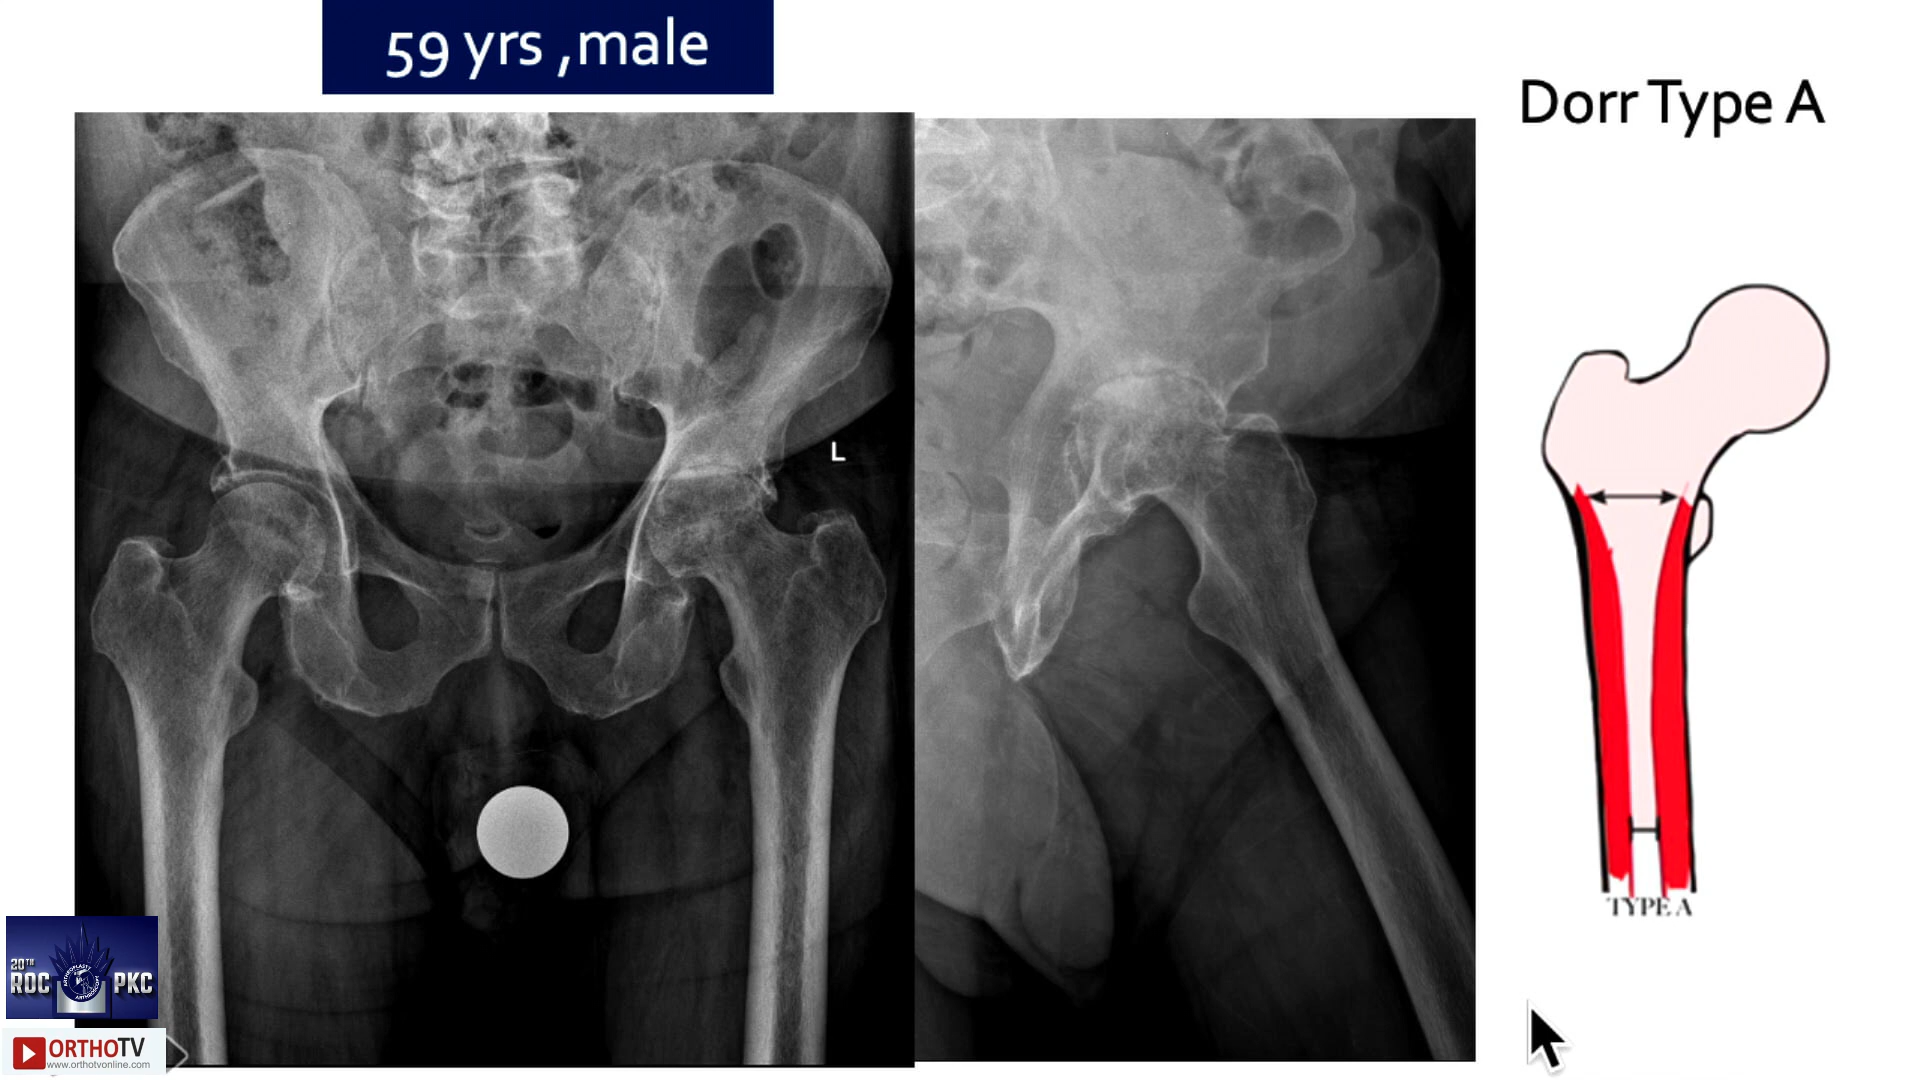 59 yrs ,male
Dorr Type A
L
TYPE A
20TH
ROC PKC
ORTHOTV
www.orthotvonline.com